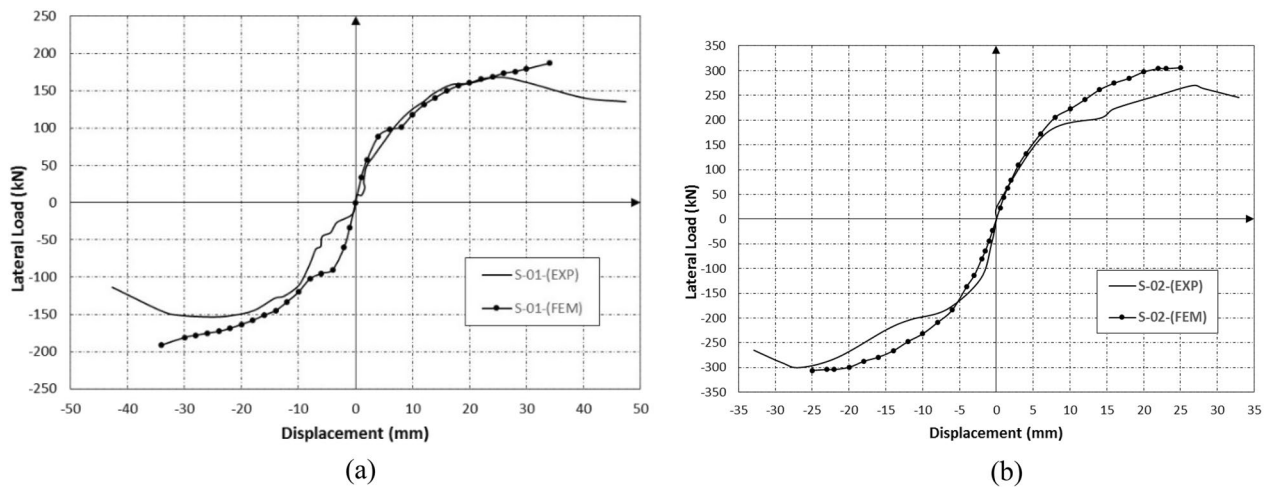 250
200
150
100
50
0
-50
-100
-150
-200
-250
-50 -40 -30 -20 -10 0 10 20 30 40 50
Lateral Load (kN)
Displacement (mm)
S-01-(EXP)
S-01-(FEM)
(a)
350
300
250
200
150
100
50
0
-50
-100
-150
-200
-250
-300
-350
-35 -30 -25 -20 -15 -10 -5 0 5 10 15 20 25 30 35
Lateral Load (kN)
Displacement (mm)
S-02-(EXP)
S-02-(FEM)
(b)